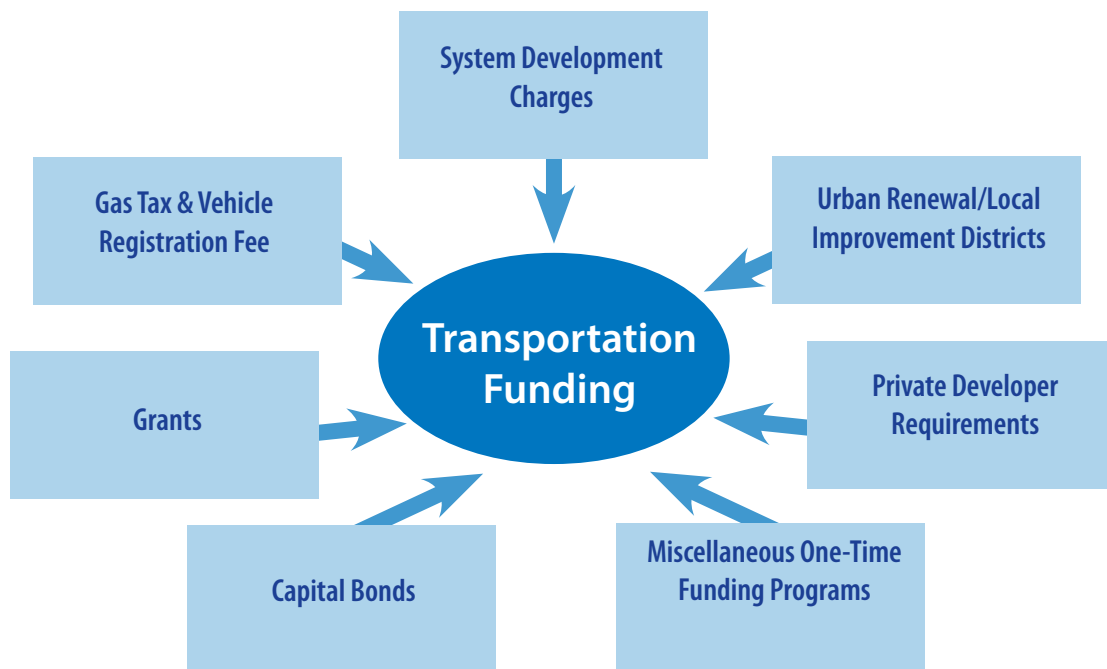 System Development
Charges
Gas Tax & Vehicle
Registration Fee
Urban Renewal/Local
Improvement Districts
Transportation
Funding
Grants
Private Developer
Requirements
Capital Bonds
Miscellaneous One-Time
Funding Programs